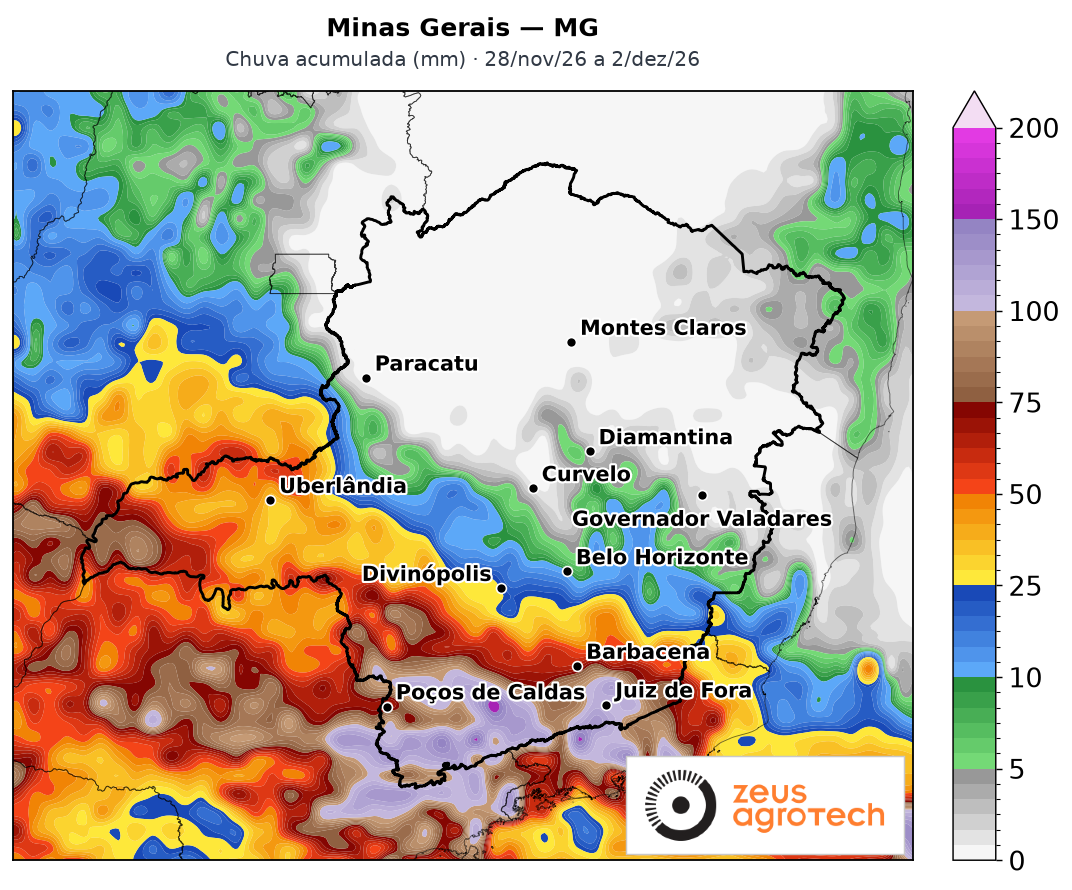 Minas Gerais — MG
Chuva acumulada (mm) · 28/nov/26 a 2/dez/26
Montes Claros
Paracatu
Diamantina
Curvelo
Uberlândia
Governador Valadares
Belo Horizonte
Divinópolis
Barbacena
Poços de Caldas
Juiz de Fora
zeus
agrotech
200
150
100
75
50
25
10
5
0